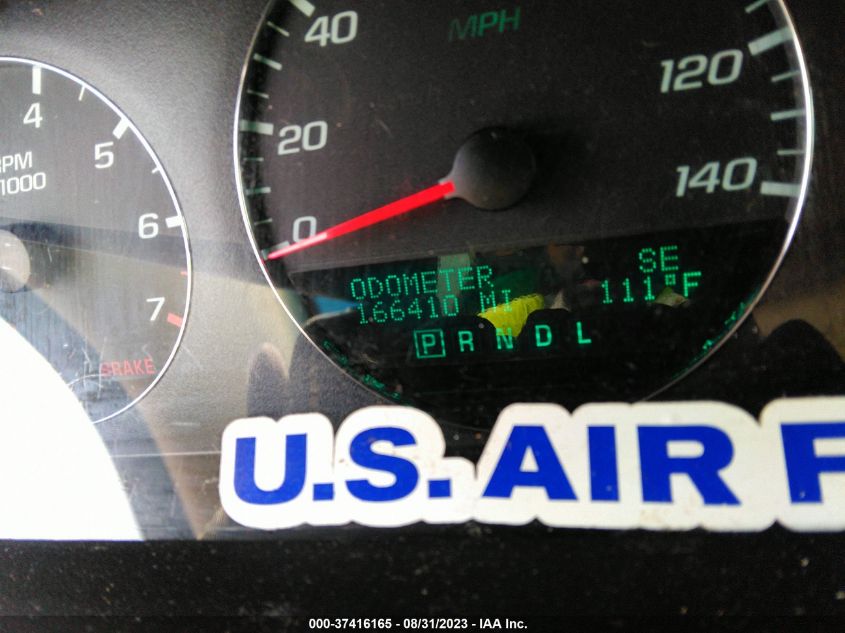 40
MPH
120
20
140
0
4
5
RPM
1000
6
7
BRAKE
ODOMETER SE
166410 MI 111°F
P R N D L
U.S. AIR F
000-37416165 - 08/31/2023 - IAA Inc.